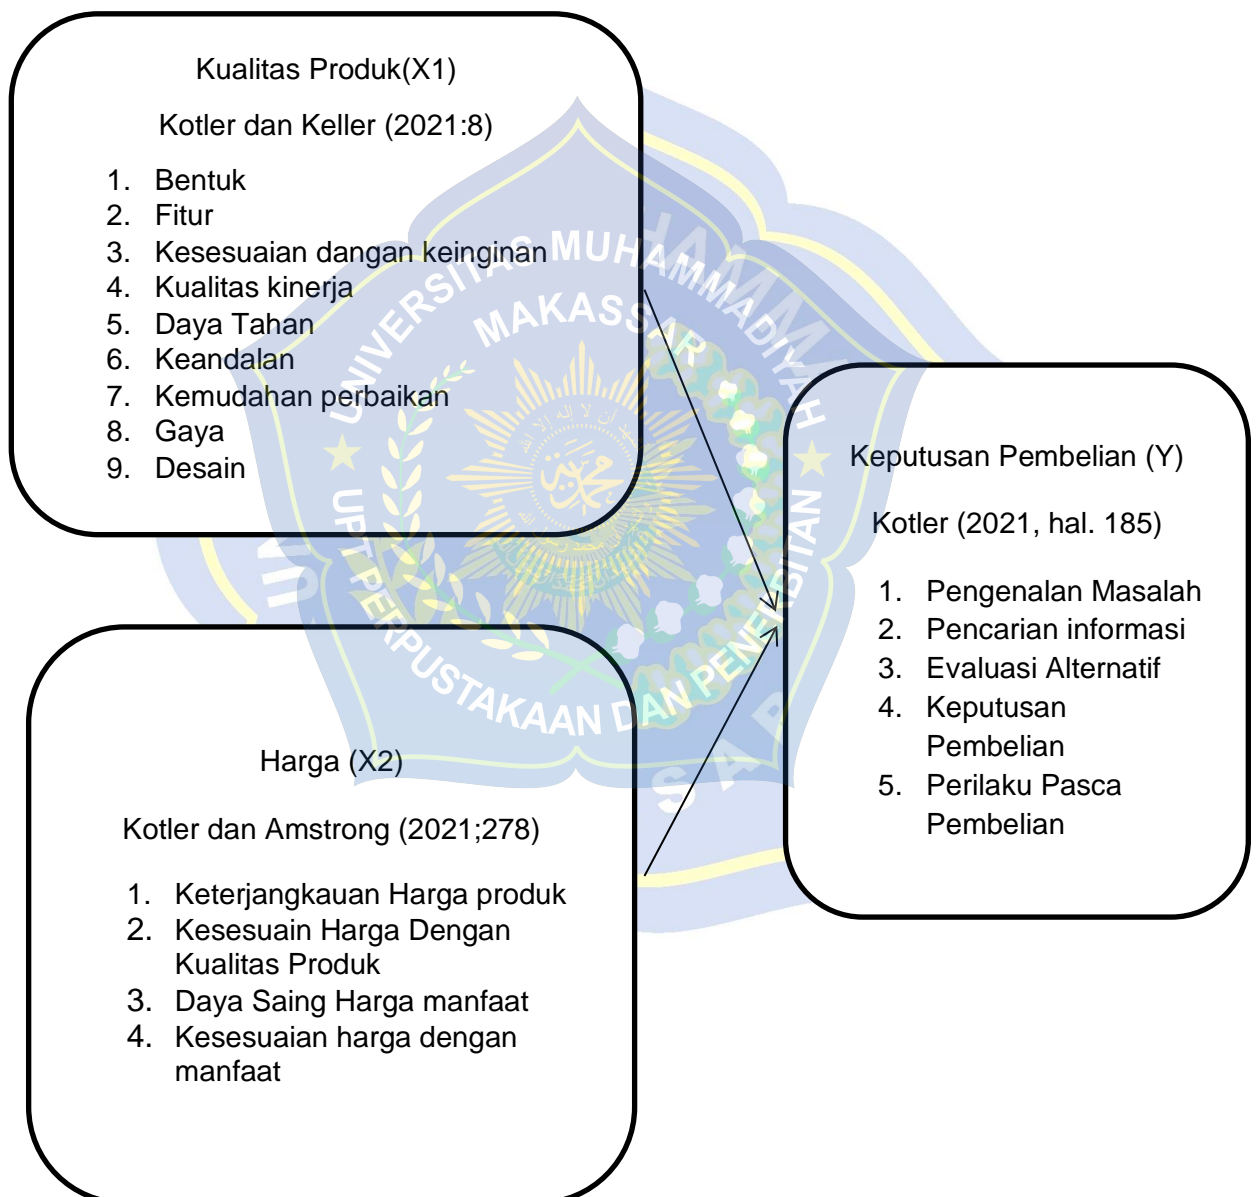 Kualitas Produk(X1)
Kotler dan Keller (2021:8)
1. Bentuk
2. Fitur
3. Kesesuaian dangan keinginan
4. Kualitas kinerja
5. Daya Tahan
6. Keandalan
7. Kemudahan perbaikan
8. Gaya
9. Desain
Harga (X2)
Kotler dan Amstrong (2021;278)
1. Keterjangkauan Harga produk
2. Kesesuain Harga Dengan
Kualitas Produk
3. Daya Saing Harga manfaat
4. Kesesuaian harga dengan
manfaat
Keputusan Pembelian (Y)
Kotler (2021, hal. 185)
1. Pengenalan Masalah
2. Pencarian informasi
3. Evaluasi Alternatif
4. Keputusan
Pembelian
5. Perilaku Pasca
Pembelian
UNIVERSITAS MUHAMMADIYAH
MAKASSAR
UPT PERPUSTAKAAN DAN PENERBITAN